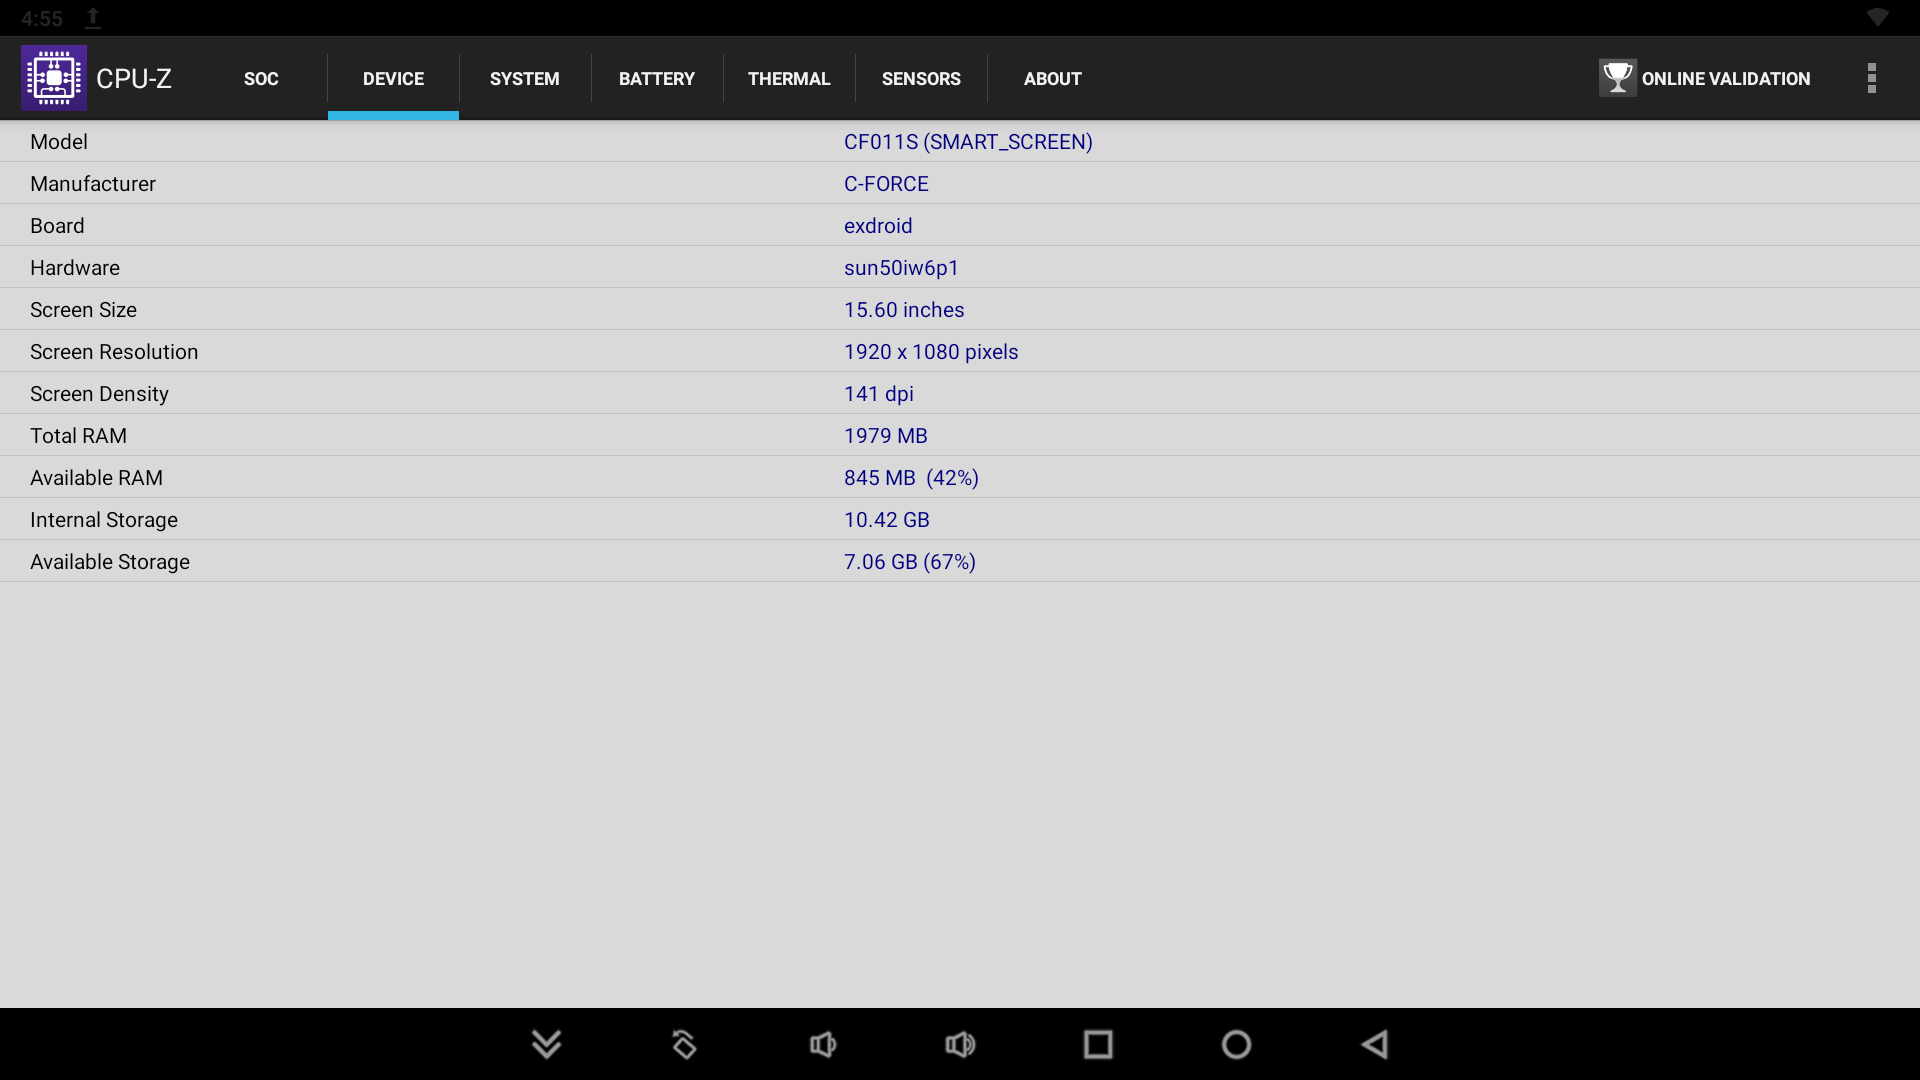 4:55
CPU-Z SOC DEVICE SYSTEM BATTERY THERMAL SENSORS ABOUT ONLINE VALIDATION
Model CF011S (SMART_SCREEN)
Manufacturer C-FORCE
Board exdroid
Hardware sun50iw6p1
Screen Size 15.60 inches
Screen Resolution 1920 x 1080 pixels
Screen Density 141 dpi
Total RAM 1979 MB
Available RAM 845 MB (42%)
Internal Storage 10.42 GB
Available Storage 7.06 GB (67%)